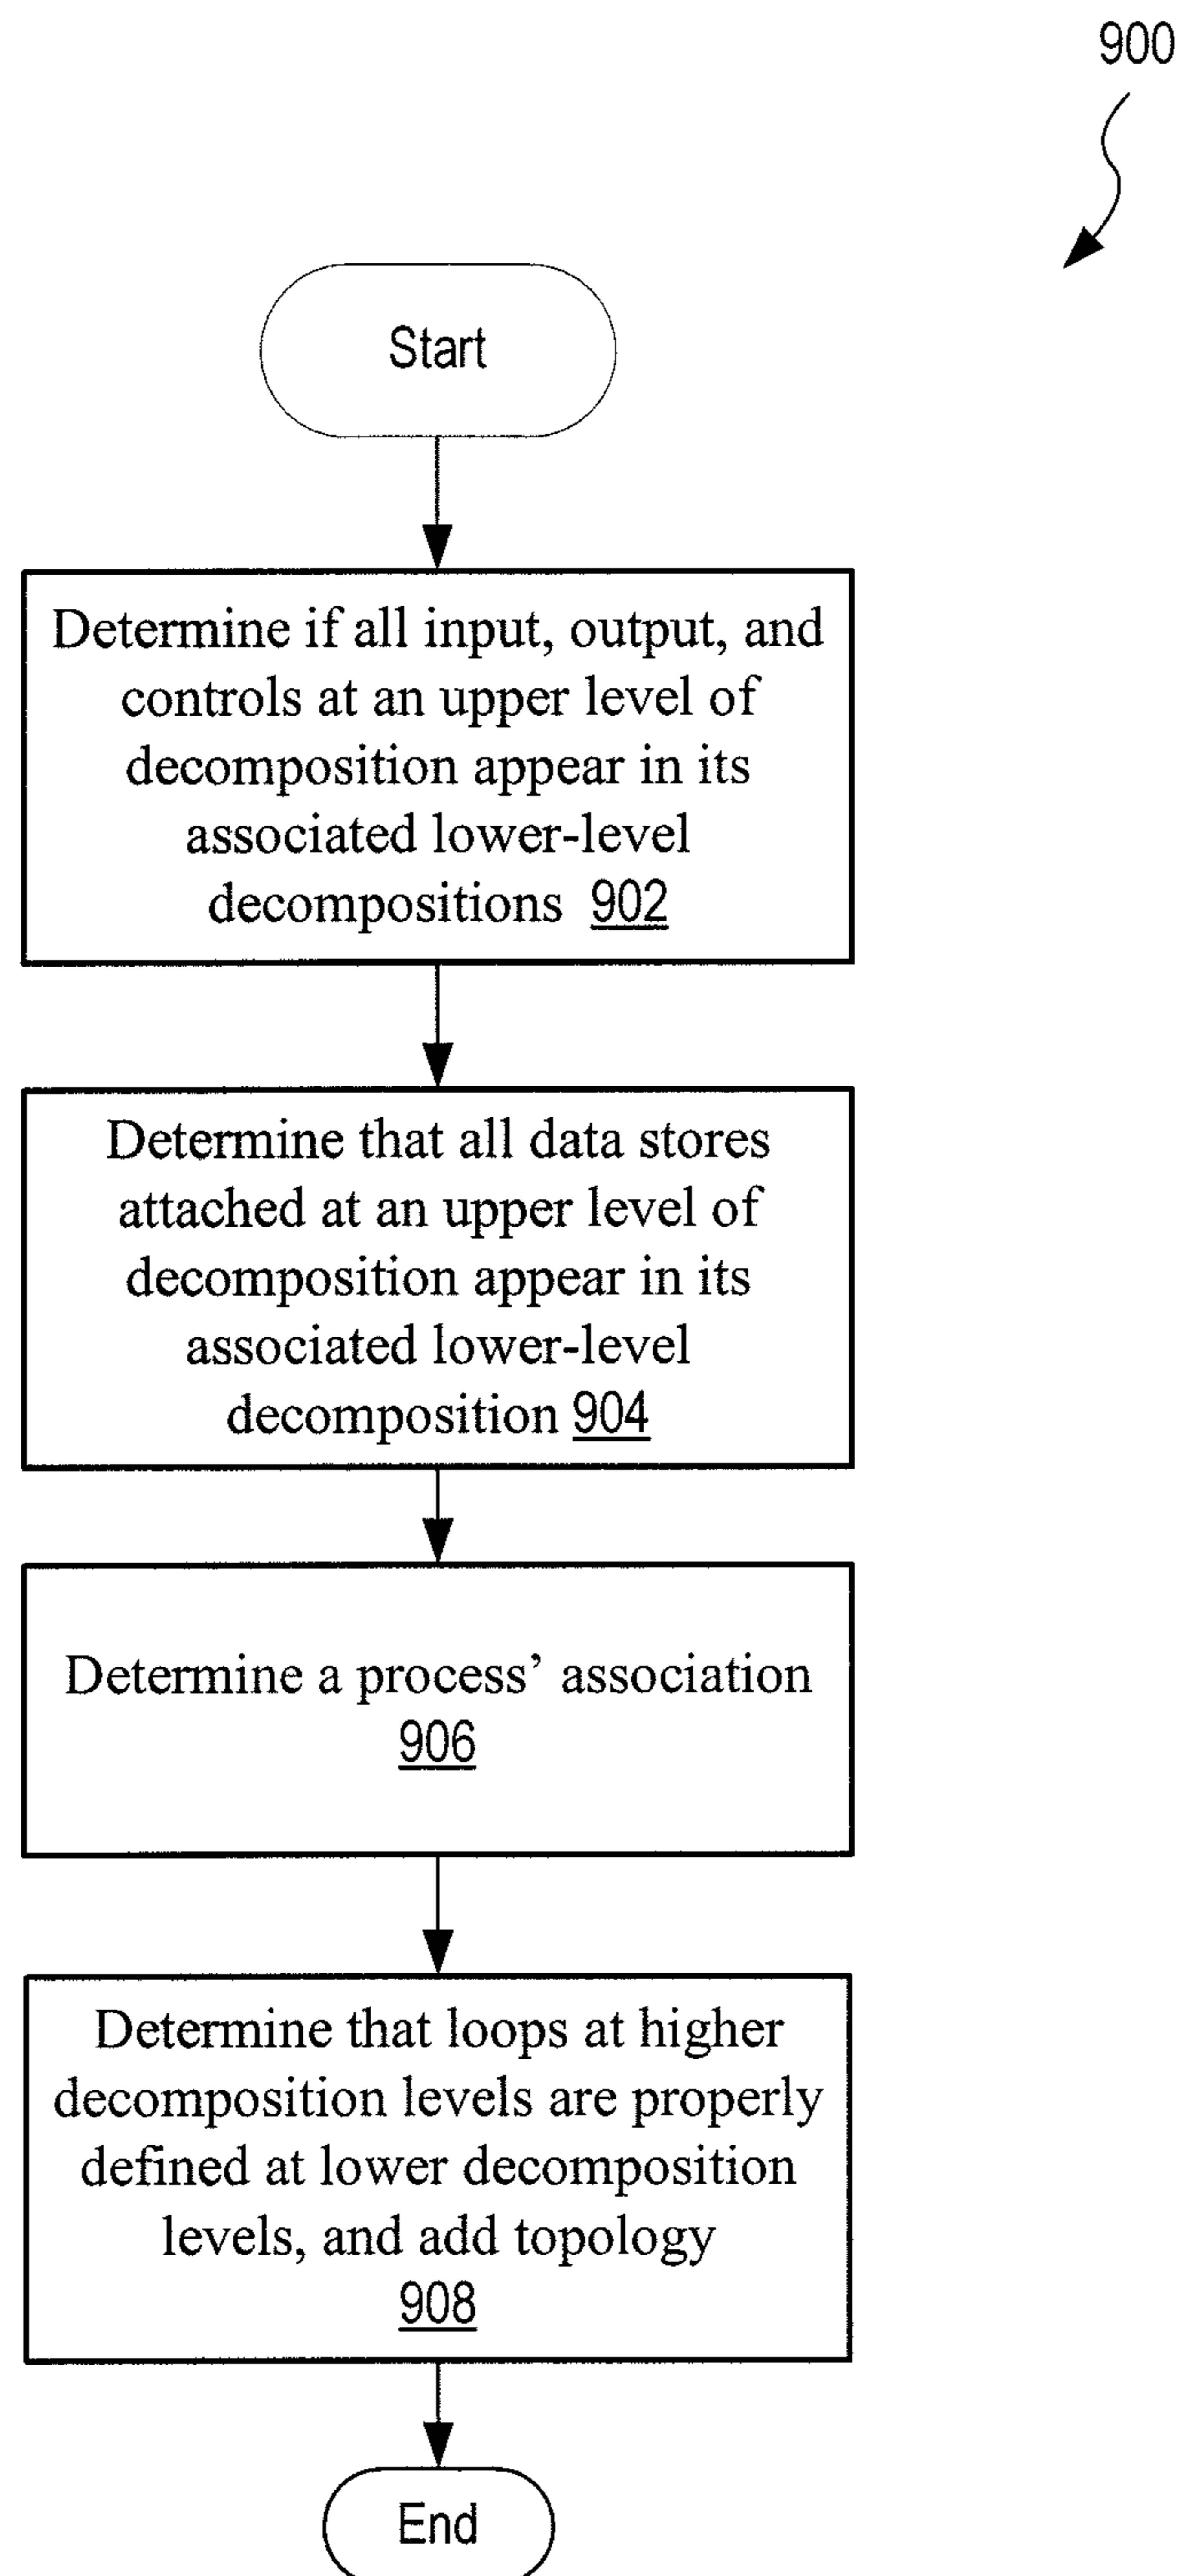 900
Start
Determine if all input, output, and
controls at an upper level of
decomposition appear in its
associated lower-level
decompositions 902
Determine that all data stores
attached at an upper level of
decomposition appear in its
associated lower-level
decomposition 904
Determine a process’ association
906
Determine that loops at higher
decomposition levels are properly
defined at lower decomposition
levels, and add topology
908
End